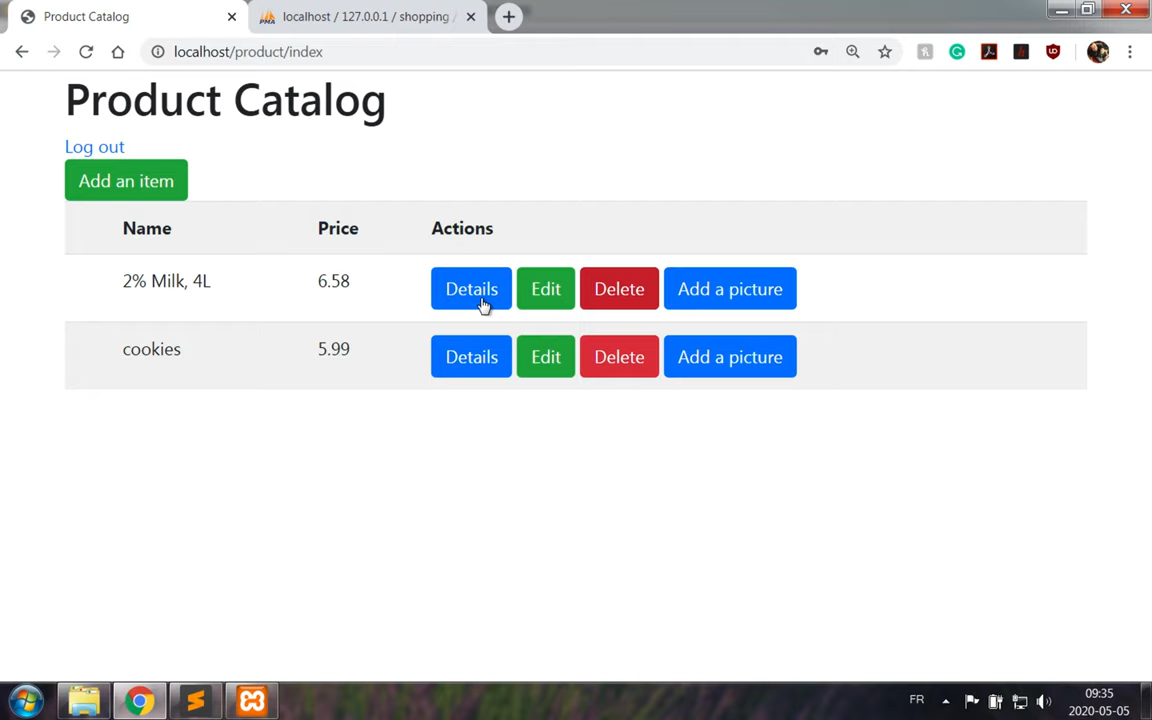 Product Catalog
localhost / 127.0.0.1 / shopping
localhost/product/index
Product Catalog
Log out
Add an item
Name Price Actions
2% Milk, 4L 6.58 Details Edit Delete Add a picture
cookies 5.99 Details Edit Delete Add a picture
FR
09:35
2020-05-05